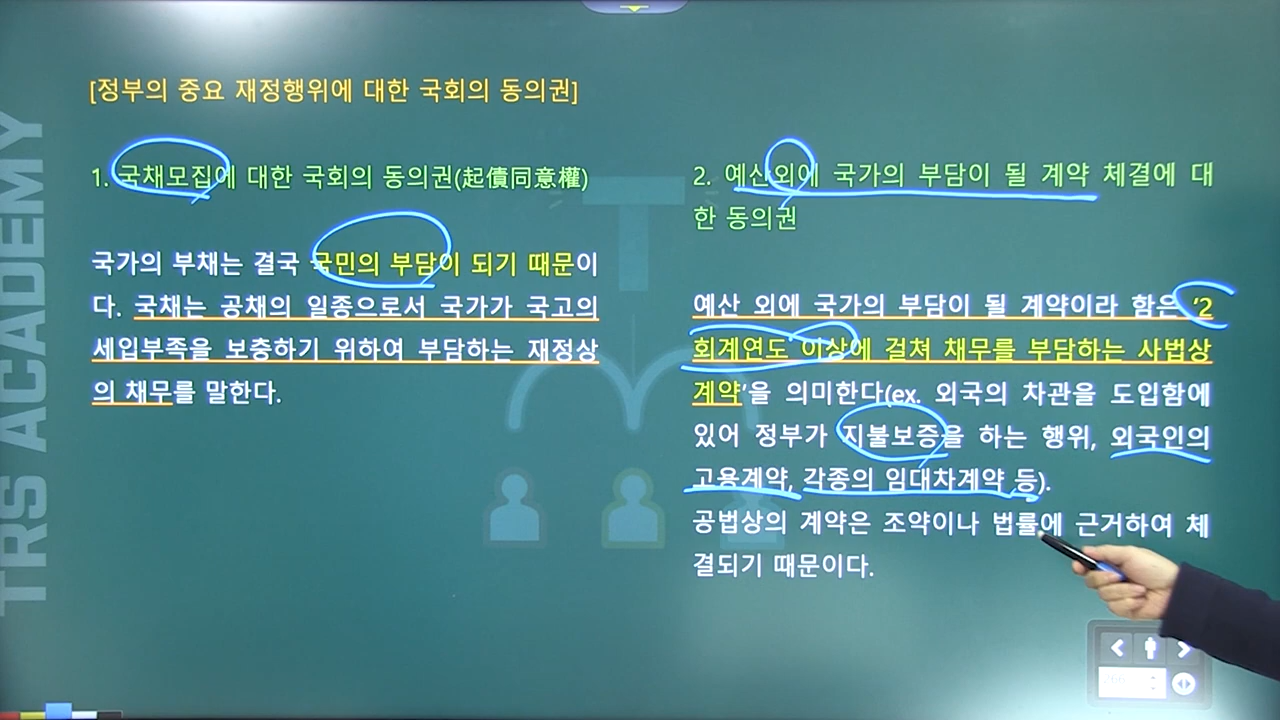 [정부의 중요 재정행위에 대한 국회의 동의권]
1. 국채모집에 대한 국회의 동의권(起債同意權)
국가의 부채는 결국 국민의 부담이 되기 때문이
다. 국채는 공채의 일종으로서 국가가 국고의
세입부족을 보충하기 위하여 부담하는 재정상
의 채무를 말한다.
2. 예산외에 국가의 부담이 될 계약 체결에 대
한 동의권
예산 외에 국가의 부담이 될 계약이라 함은 '2
회계연도 이상에 걸쳐 채무를 부담하는 사법상
계약'을 의미한다(ex. 외국의 차관을 도입함에
있어 정부가 지불보증을 하는 행위, 외국인의
고용계약, 각종의 임대차계약 등).
공법상의 계약은 조약이나 법률에 근거하여 체
결되기 때문이다.
TRS ACADEMY